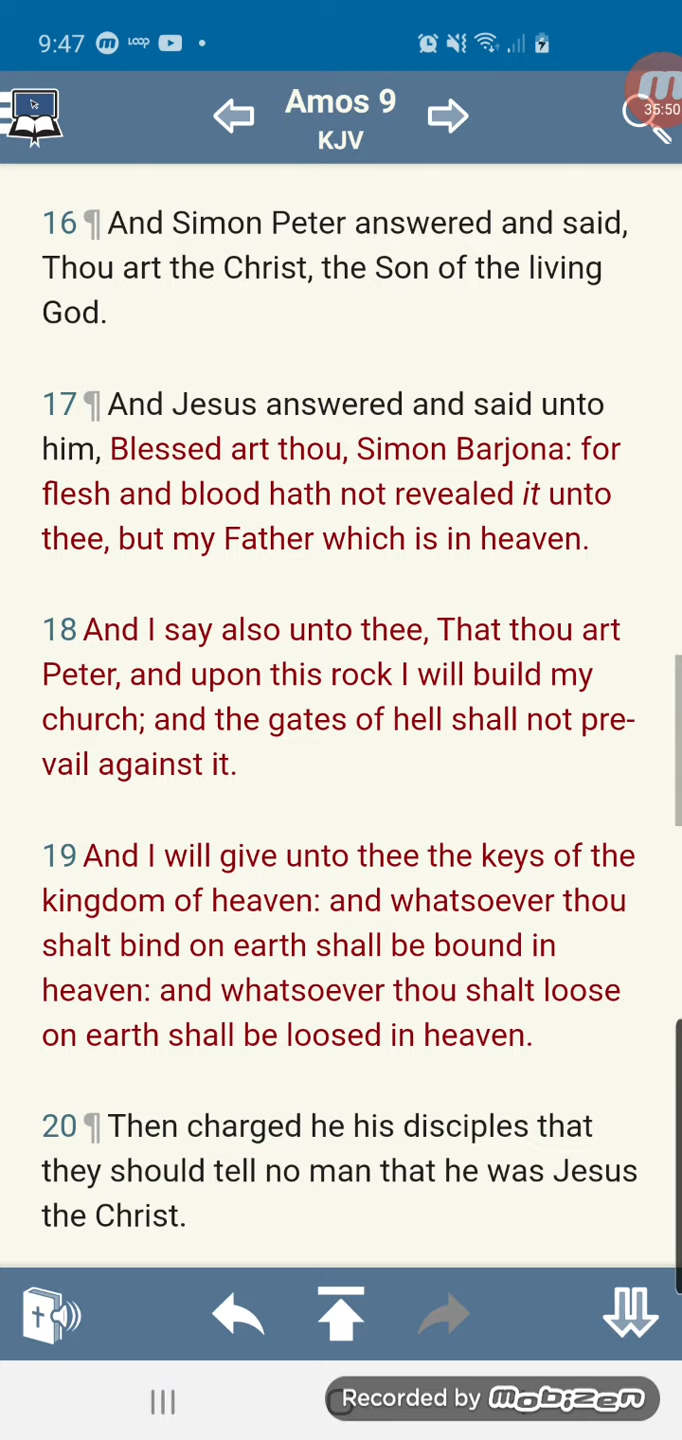 9:47 m LOOP
m
Amos 9
35:50
KJV
16 ¶ And Simon Peter answered and said,
Thou art the Christ, the Son of the living
God.
17 ¶ And Jesus answered and said unto
him, Blessed art thou, Simon Barjona: for
flesh and blood hath not revealed it unto
thee, but my Father which is in heaven.
18 And I say also unto thee, That thou art
Peter, and upon this rock I will build my
church; and the gates of hell shall not pre-
vail against it.
19 And I will give unto thee the keys of the
kingdom of heaven: and whatsoever thou
shalt bind on earth shall be bound in
heaven: and whatsoever thou shalt loose
on earth shall be loosed in heaven.
20 ¶ Then charged he his disciples that
they should tell no man that he was Jesus
the Christ.
Recorded by mobizen